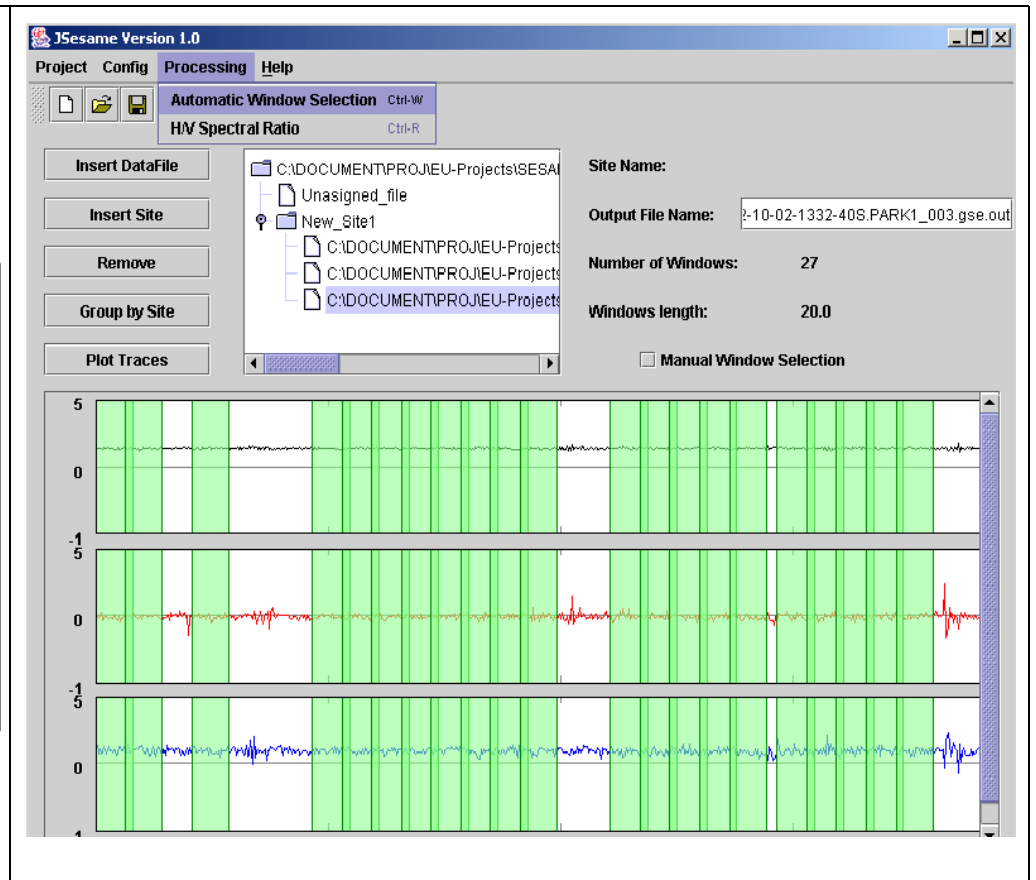 JSesame Version 1.0
Project Config Processing Help
Automatic Window Selection Ctrl-W
H/V Spectral Ratio Ctrl-R
Insert DataFile
Insert Site
Remove
Group by Site
Plot Traces
C:\DOCUMENT\PROJ\EU-Projects\SESA
Unasigned_file
New_Site1
C:\DOCUMENT\PROJ\EU-Projects
C:\DOCUMENT\PROJ\EU-Projects
C:\DOCUMENT\PROJ\EU-Projects
Site Name:
Output File Name: 2-10-02-1332-40S.PARK1_003.gse.out
Number of Windows: 27
Windows length: 20.0
Manual Window Selection
5
0
-1
5
0
-1
5
0